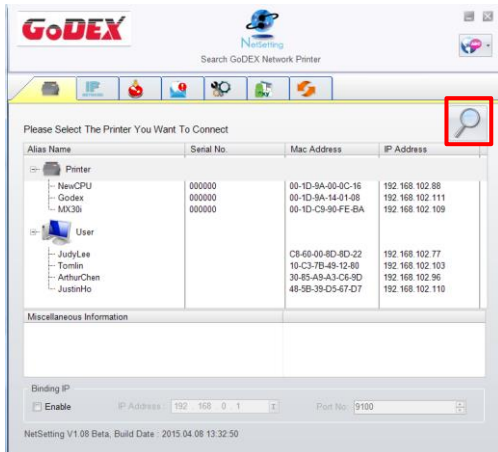 GoDEX
NetSetting
Search GoDEX Network Printer
IP
Please Select The Printer You Want To Connect
Alias Name Serial No. Mac Address IP Address
Printer
NewCPU 000000 00-1D-9A-00-0C-16 192.168.102.88
Godex 000000 00-1D-9A-14-01-08 192.168.102.111
MX30i 000000 00-1D-C9-90-FE-BA 192.168.102.109
User
JudyLee C8-60-00-8D-8D-22 192.168.102.77
Tomlin 10-C3-7B-49-12-80 192.168.102.103
ArthurChen 30-85-A9-A3-C6-9D 192.168.102.96
JustinHo 48-5B-39-D5-67-D7 192.168.102.110
Miscellaneous Information
Binding IP
Enable IP Address : 192 . 168 . 0 . 1 Port No: 9100
NetSetting V1.08 Beta, Build Date : 2015.04.08 13:32:50